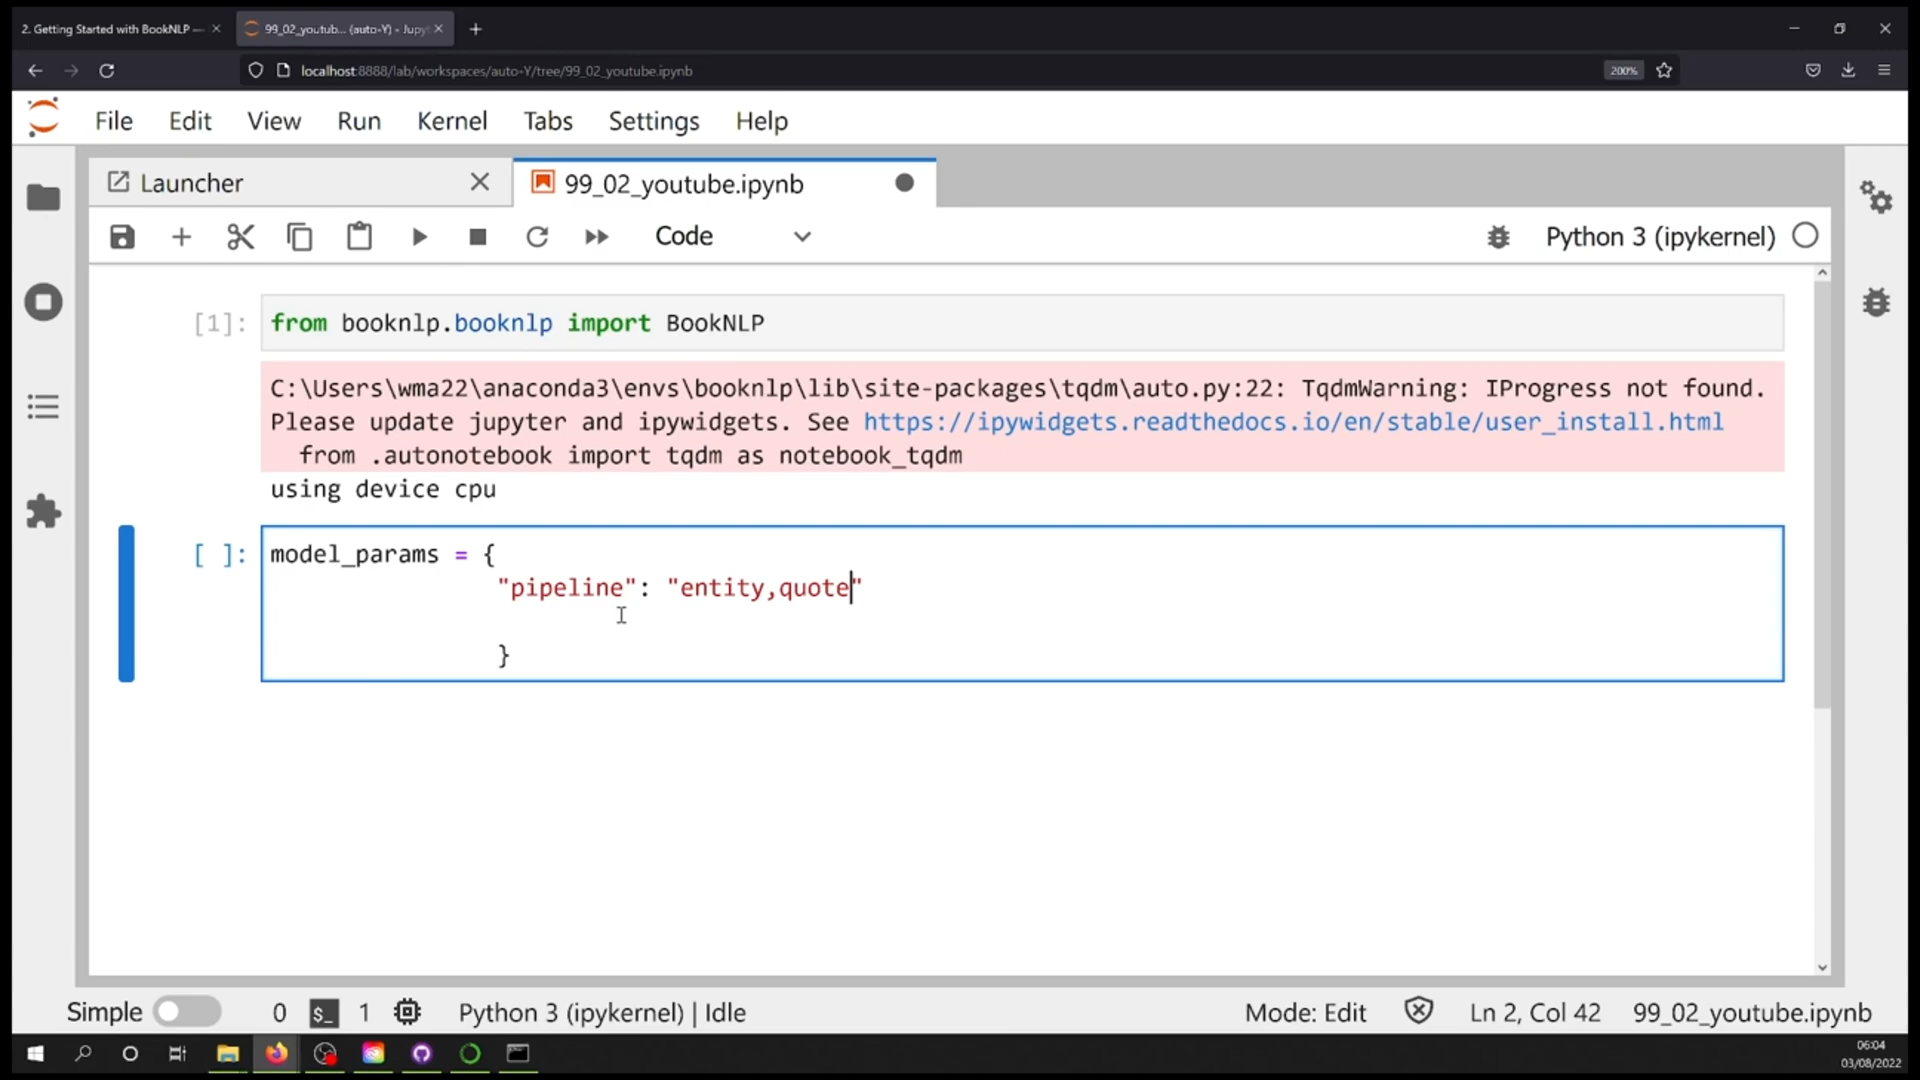 2. Getting Started with BookNLP —
99_02_youtub... (auto-Y) - Jupyt
localhost:8888/lab/workspaces/auto-Y/tree/99_02_youtube.ipynb
200%
File Edit View Run Kernel Tabs Settings Help
Launcher
99_02_youtube.ipynb
Code
Python 3 (ipykernel)
[1]: from booknlp.booknlp import BookNLP
C:\Users\wma22\anaconda3\envs\booknlp\lib\site-packages\tqdm\auto.py:22: TqdmWarning: IProgress not found.
Please update jupyter and ipywidgets. See https://ipywidgets.readthedocs.io/en/stable/user_install.html
from .autonotebook import tqdm as notebook_tqdm
using device cpu
[ ]: model_params = {
"pipeline": "entity,quote"
}
Simple 0 $_ 1 Python 3 (ipykernel) | Idle Mode: Edit Ln 2, Col 42 99_02_youtube.ipynb
06:04
03/08/2022